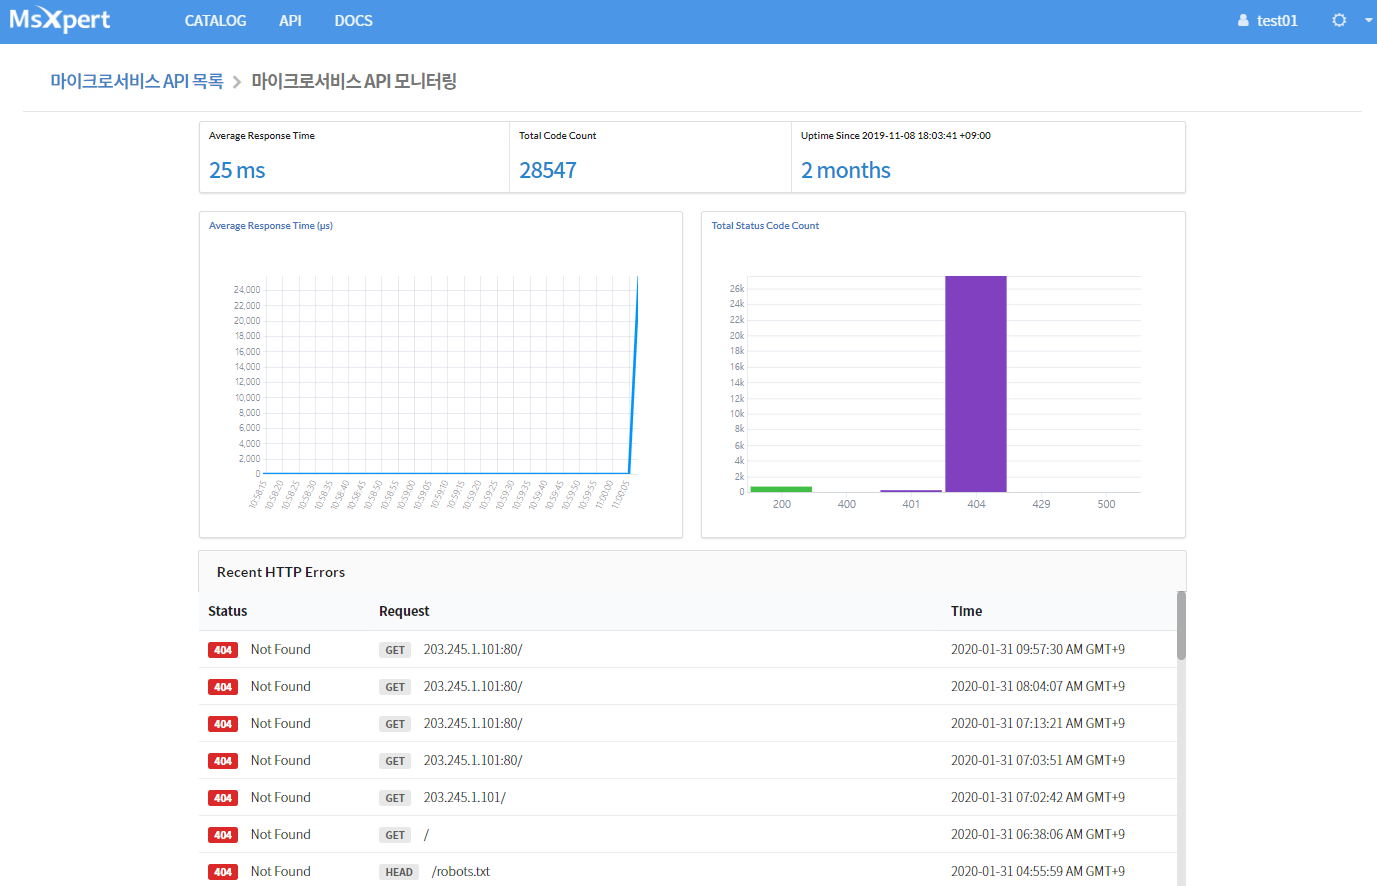 MsXpert CATALOG API DOCS test01
마이크로서비스 API 목록 > 마이크로서비스 API 모니터링
Average Response Time Total Code Count Uptime Since 2019-11-08 18:03:41 +09:00
25 ms 28547 2 months
Average Response Time (µs)
24,000
22,000
20,000
18,000
16,000
14,000
12,000
10,000
8,000
6,000
4,000
2,000
0
10:58:15 10:58:20 10:58:25 10:58:30 10:58:35 10:58:40 10:58:45 10:58:50 10:58:55 10:59:00 10:59:05 10:59:10 10:59:15 10:59:20 10:59:25 10:59:30 10:59:35 10:59:40 10:59:45 10:59:50 10:59:55 11:00:00 11:00:05
Total Status Code Count
26k
24k
22k
20k
18k
16k
14k
12k
10k
8k
6k
4k
2k
0
200 400 401 404 429 500
Recent HTTP Errors
Status Request Time
404 Not Found GET 203.245.1.101:80/ 2020-01-31 09:57:30 AM GMT+9
404 Not Found GET 203.245.1.101:80/ 2020-01-31 08:04:07 AM GMT+9
404 Not Found GET 203.245.1.101:80/ 2020-01-31 07:13:21 AM GMT+9
404 Not Found GET 203.245.1.101:80/ 2020-01-31 07:03:51 AM GMT+9
404 Not Found GET 203.245.1.101/ 2020-01-31 07:02:42 AM GMT+9
404 Not Found GET / 2020-01-31 06:38:06 AM GMT+9
404 Not Found HEAD /robots.txt 2020-01-31 04:55:59 AM GMT+9